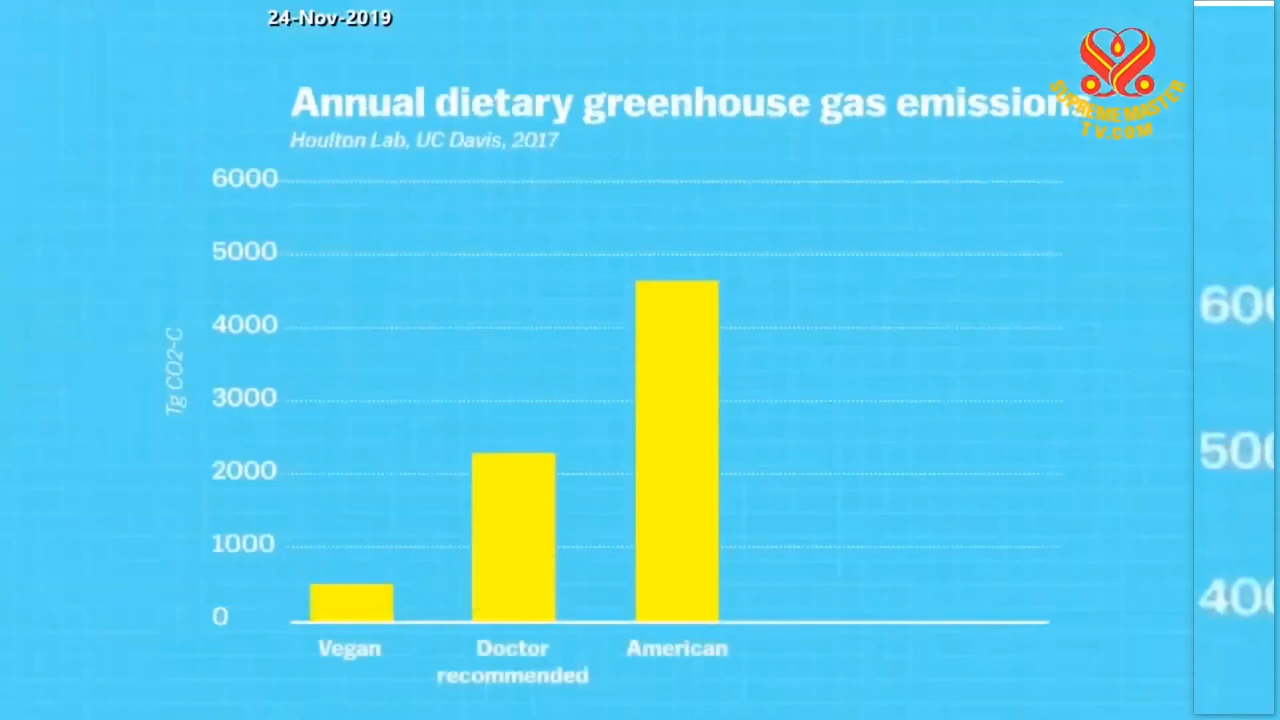 24-Nov-2019
Annual dietary greenhouse gas emission
SUPREME MASTER
TV.COM
Houlton Lab, UC Davis, 2017
6000
5000
4000
3000
2000
1000
0
Tg CO2-C
Vegan
Doctor
recommended
American
600
500
400